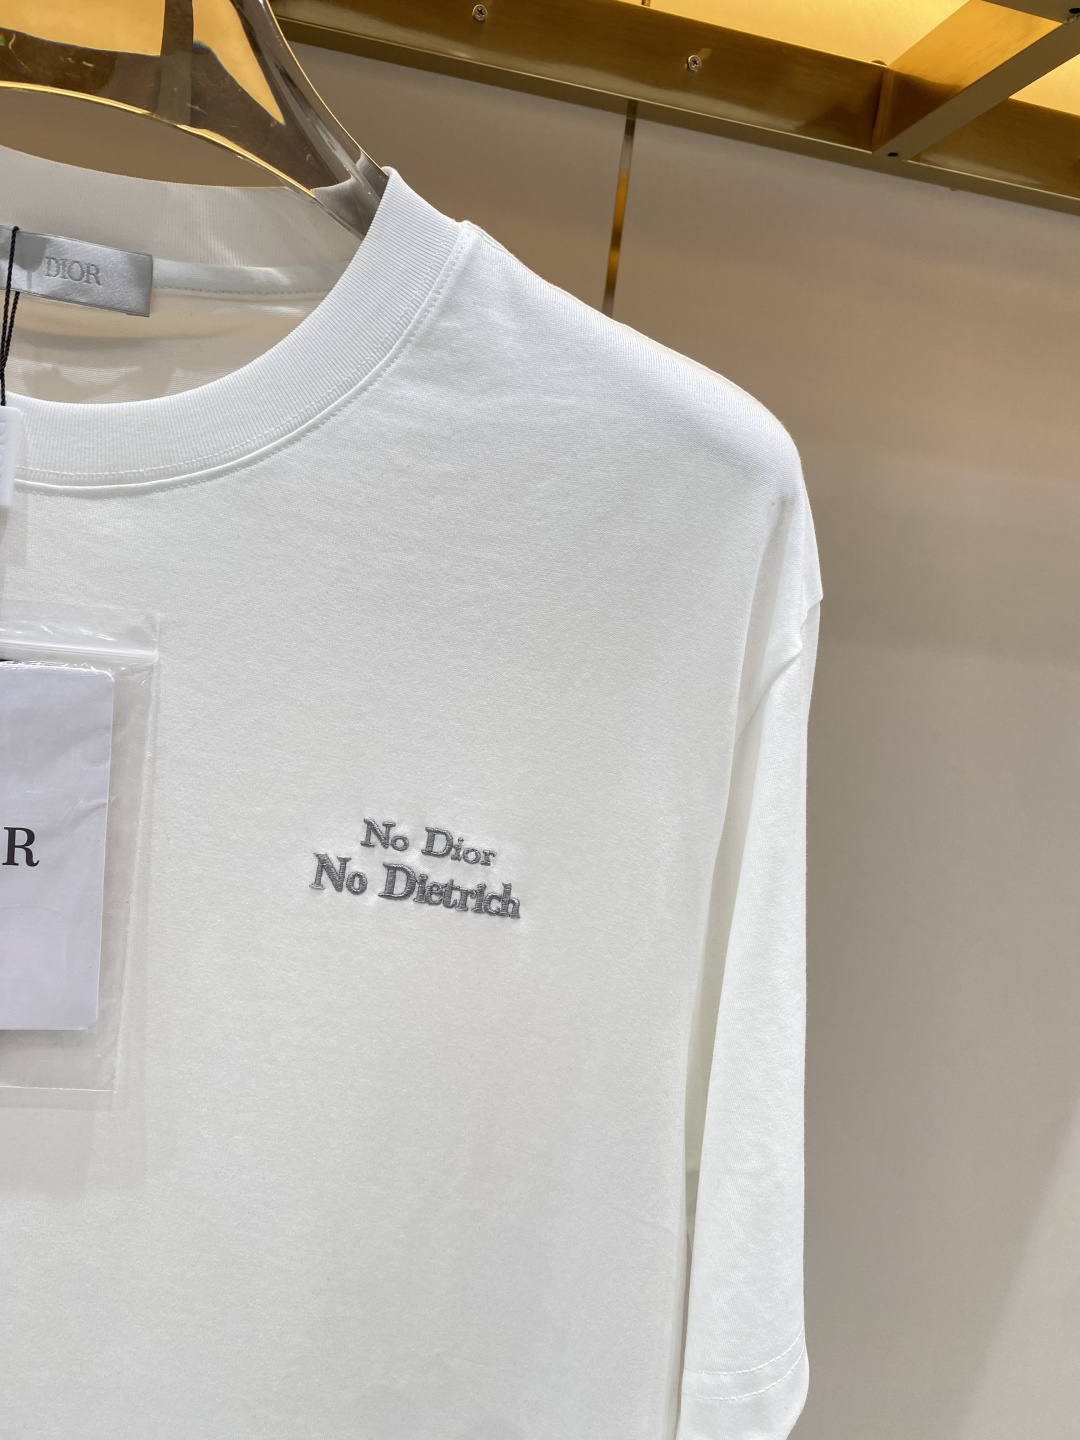 DIOR
R
No Dior
No Dietrich